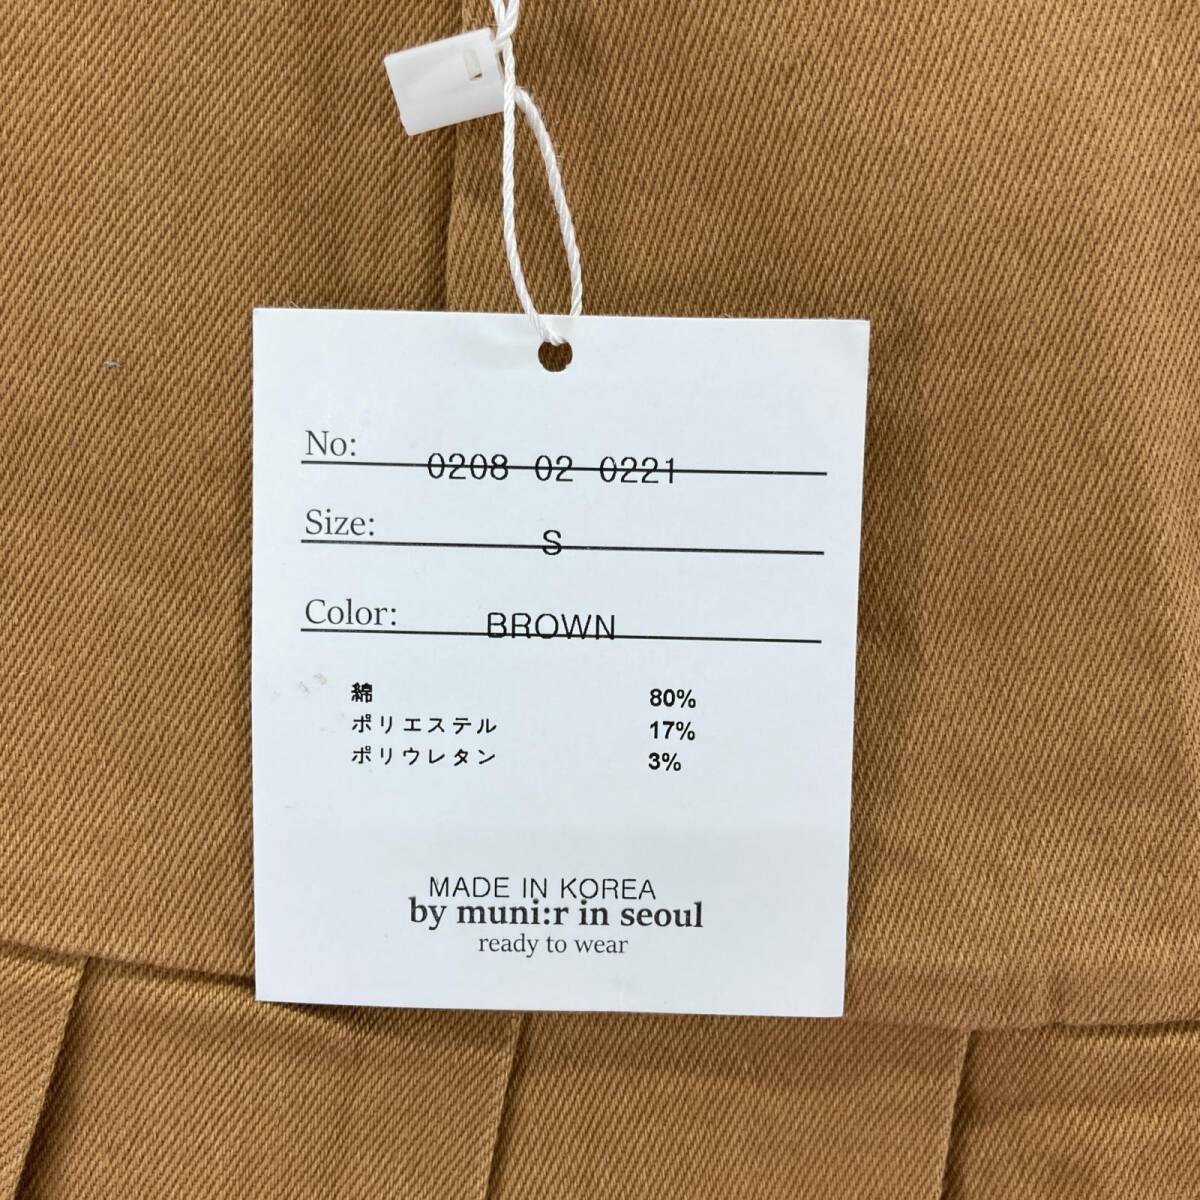 No: 0208 02 0221
Size: S
Color: BROWN
綿 80%
ポリエステル 17%
ポリウレタン 3%
MADE IN KOREA
by muni:r in seoul
ready to wear